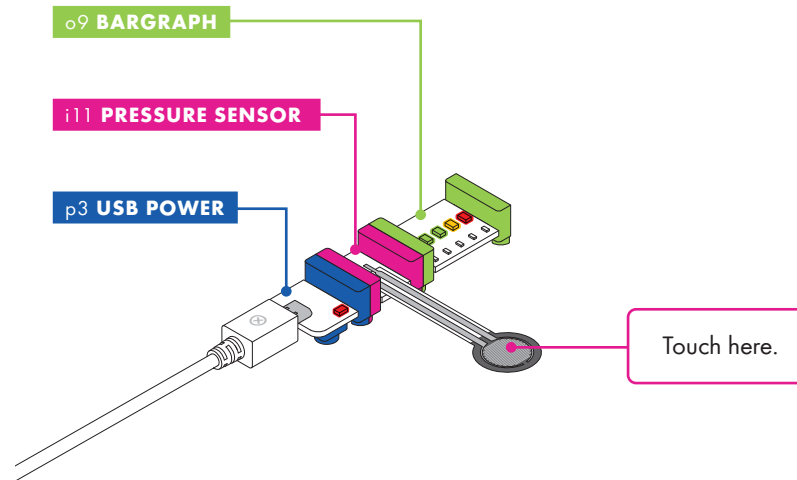 o9 BARGRAPH
i11 PRESSURE SENSOR
p3 USB POWER
Touch here.